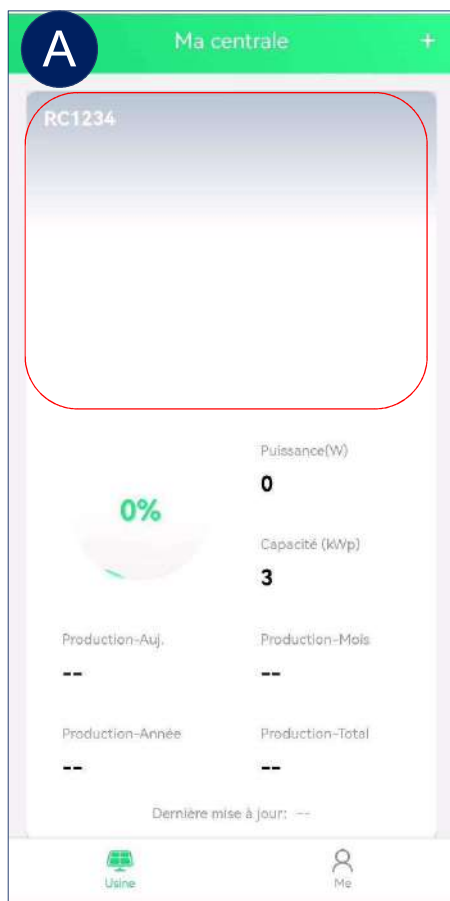 A
Ma centrale +
RC1234
Puissance(W)
0
0%
Capacité (kWp)
3
Production-Auj. Production-Mois
-- --
Production-Année Production-Total
-- --
Dernière mise à jour: --
Usine Me